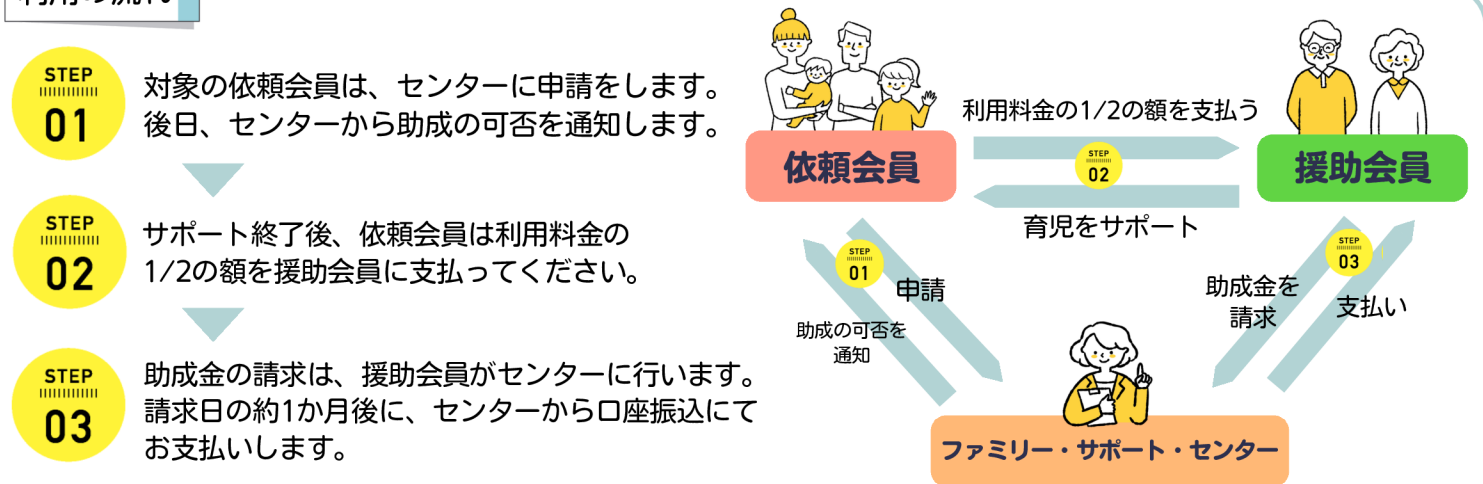 利用の流れ
STEP
01
対象の依頼会員は、センターに申請をします。
後日、センターから助成の可否を通知します。
STEP
02
サポート終了後、依頼会員は利用料金の
1/2の額を援助会員に支払ってください。
STEP
03
助成金の請求は、援助会員がセンターに行います。
請求日の約1か月後に、センターから口座振込にて
お支払いします。
依頼会員
利用料金の1/2の額を支払う
STEP
02
育児をサポート
援助会員
STEP
01
申請
助成の可否を
通知
STEP
03
助成金を
請求
支払い
ファミリー・サポート・センター